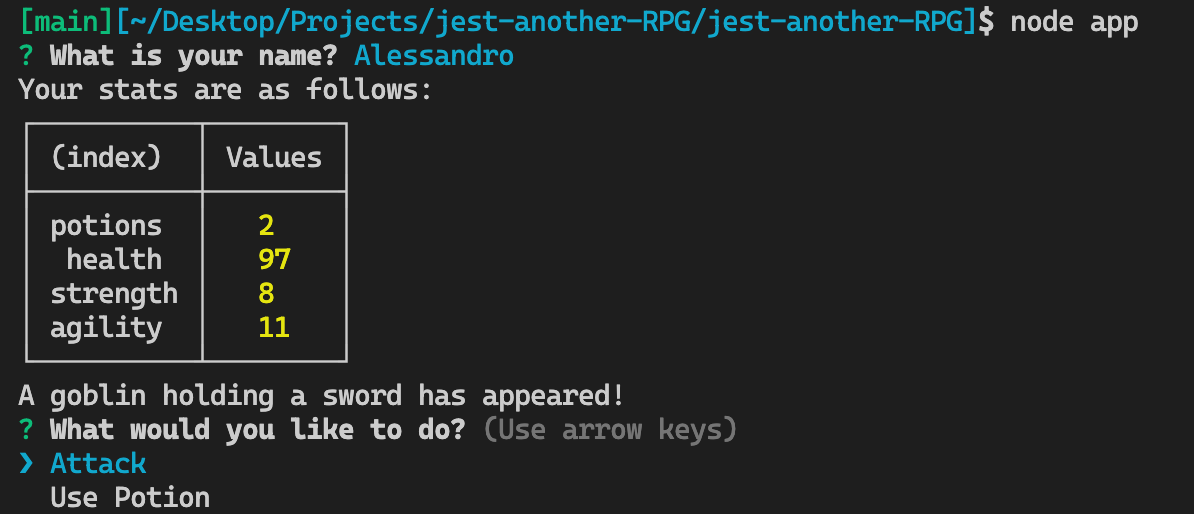 [main][~/Desktop/Projects/jest-another-RPG/jest-another-RPG]$ node app
? What is your name? Alessandro
Your stats are as follows:
(index) Values
potions 2
health 97
strength 8
agility 11
A goblin holding a sword has appeared!
? What would you like to do? (Use arrow keys)
❯ Attack
Use Potion